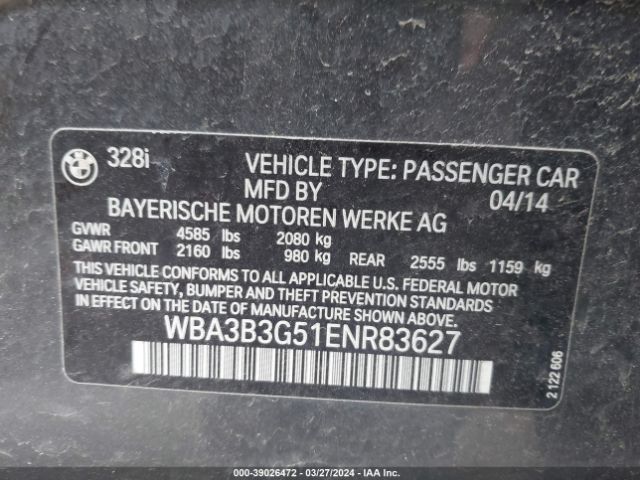 BMW
328i
VEHICLE TYPE: PASSENGER CAR
MFD BY 04/14
BAYERISCHE MOTOREN WERKE AG
GVWR 4585 lbs 2080 kg
GAWR FRONT 2160 lbs 980 kg REAR 2555 lbs 1159 kg
THIS VEHICLE CONFORMS TO ALL APPLICABLE U.S. FEDERAL MOTOR
VEHICLE SAFETY, BUMPER AND THEFT PREVENTION STANDARDS
IN EFFECT ON THE DATE OF MANUFACTURE SHOWN ABOVE.
WBA3B3G51ENR83627
2 122 606
000-39026472 - 03/27/2024 - IAA Inc.